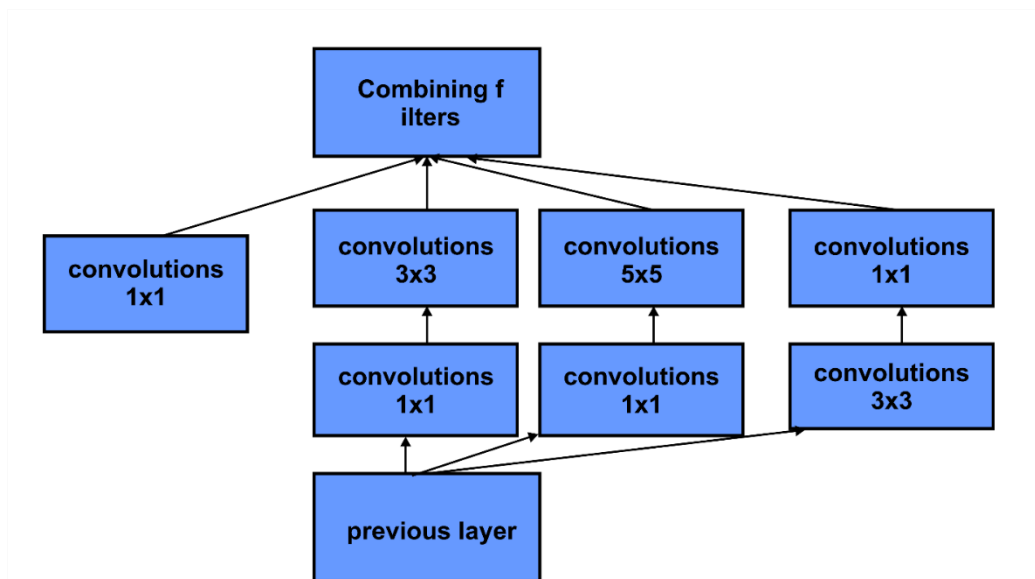 Combining f
ilters
convolutions
1x1
convolutions
3x3
convolutions
5x5
convolutions
1x1
convolutions
1x1
convolutions
1x1
convolutions
3x3
previous layer